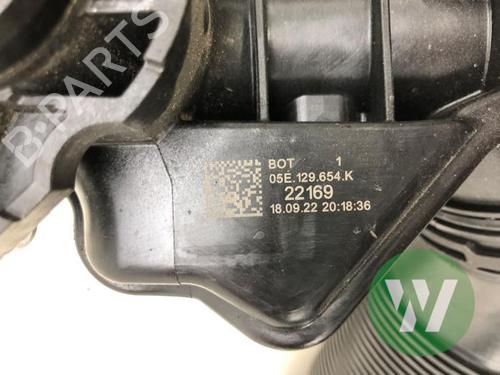 BOT 1
05E.129.654.K
22169
18.09.22 20:18:36
B-PARTS
W